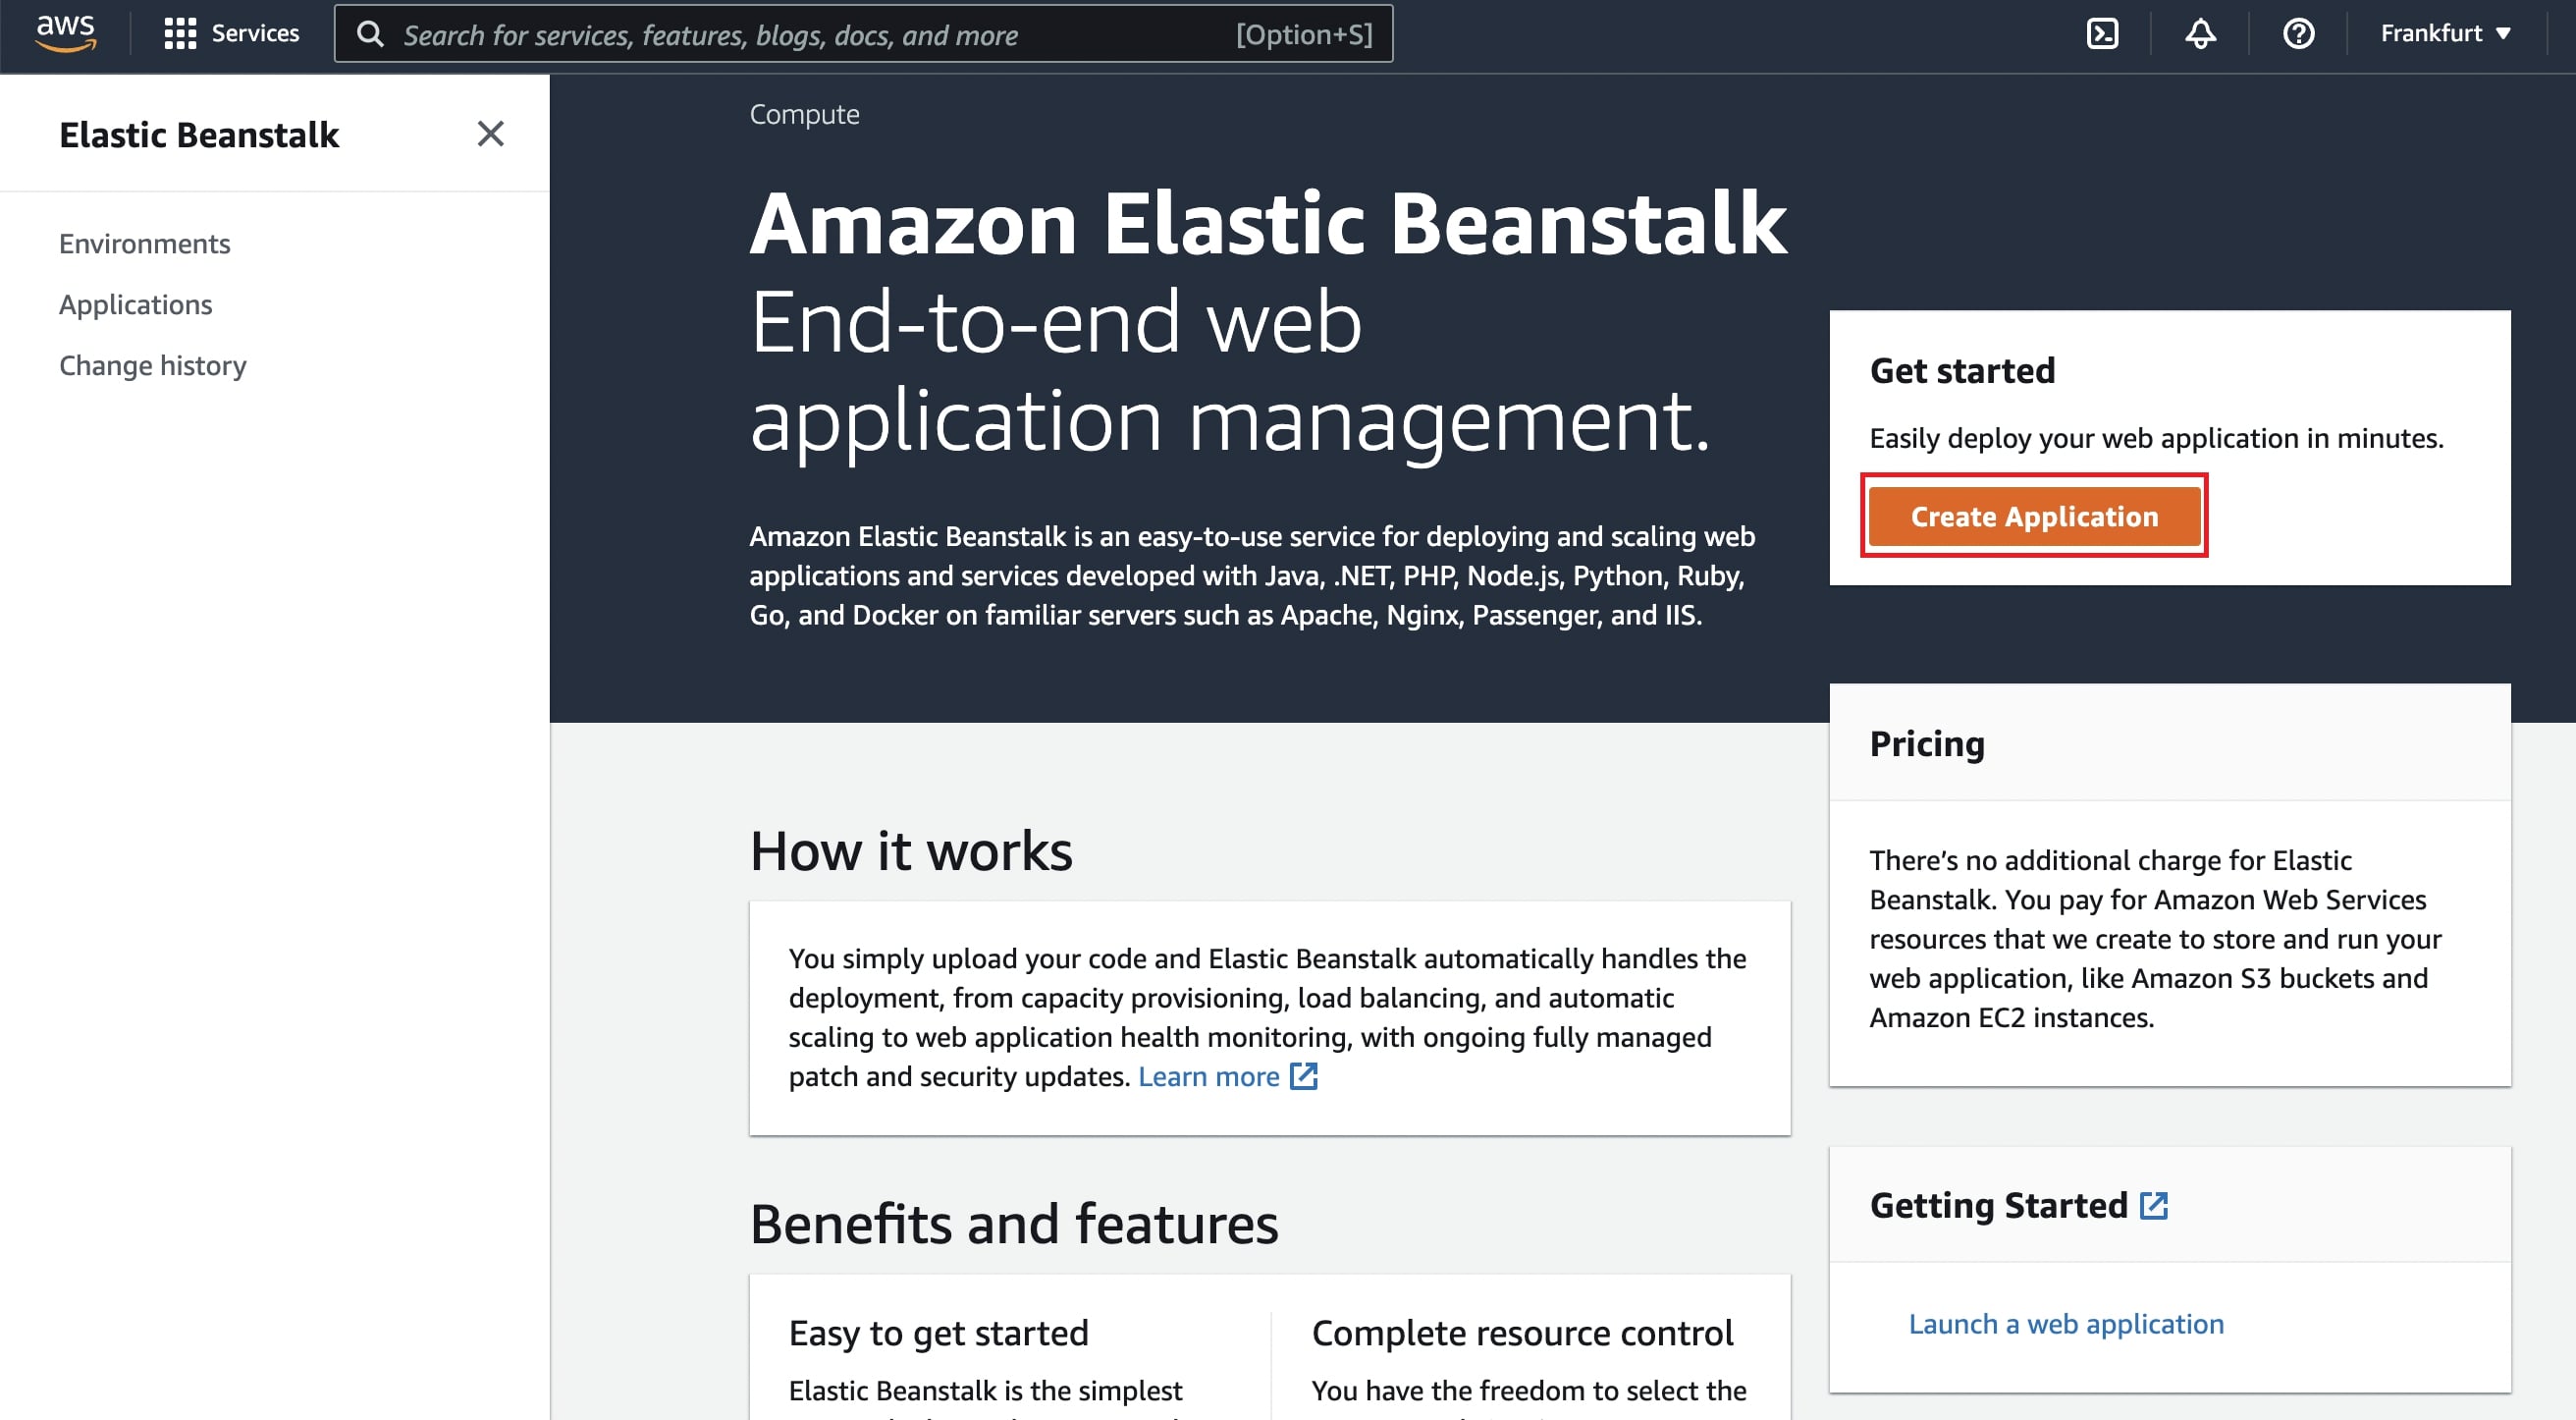 aws
Services
Search for services, features, blogs, docs, and more
[Option+S]
Frankfurt
Elastic Beanstalk
Environments
Applications
Change history
Compute
Amazon Elastic Beanstalk
End-to-end web
application management.
Amazon Elastic Beanstalk is an easy-to-use service for deploying and scaling web
applications and services developed with Java, .NET, PHP, Node.js, Python, Ruby,
Go, and Docker on familiar servers such as Apache, Nginx, Passenger, and IIS.
Get started
Easily deploy your web application in minutes.
Create Application
Pricing
There's no additional charge for Elastic
Beanstalk. You pay for Amazon Web Services
resources that we create to store and run your
web application, like Amazon S3 buckets and
Amazon EC2 instances.
How it works
You simply upload your code and Elastic Beanstalk automatically handles the
deployment, from capacity provisioning, load balancing, and automatic
scaling to web application health monitoring, with ongoing fully managed
patch and security updates. Learn more
Getting Started
Launch a web application
Benefits and features
Easy to get started
Elastic Beanstalk is the simplest
Complete resource control
You have the freedom to select the